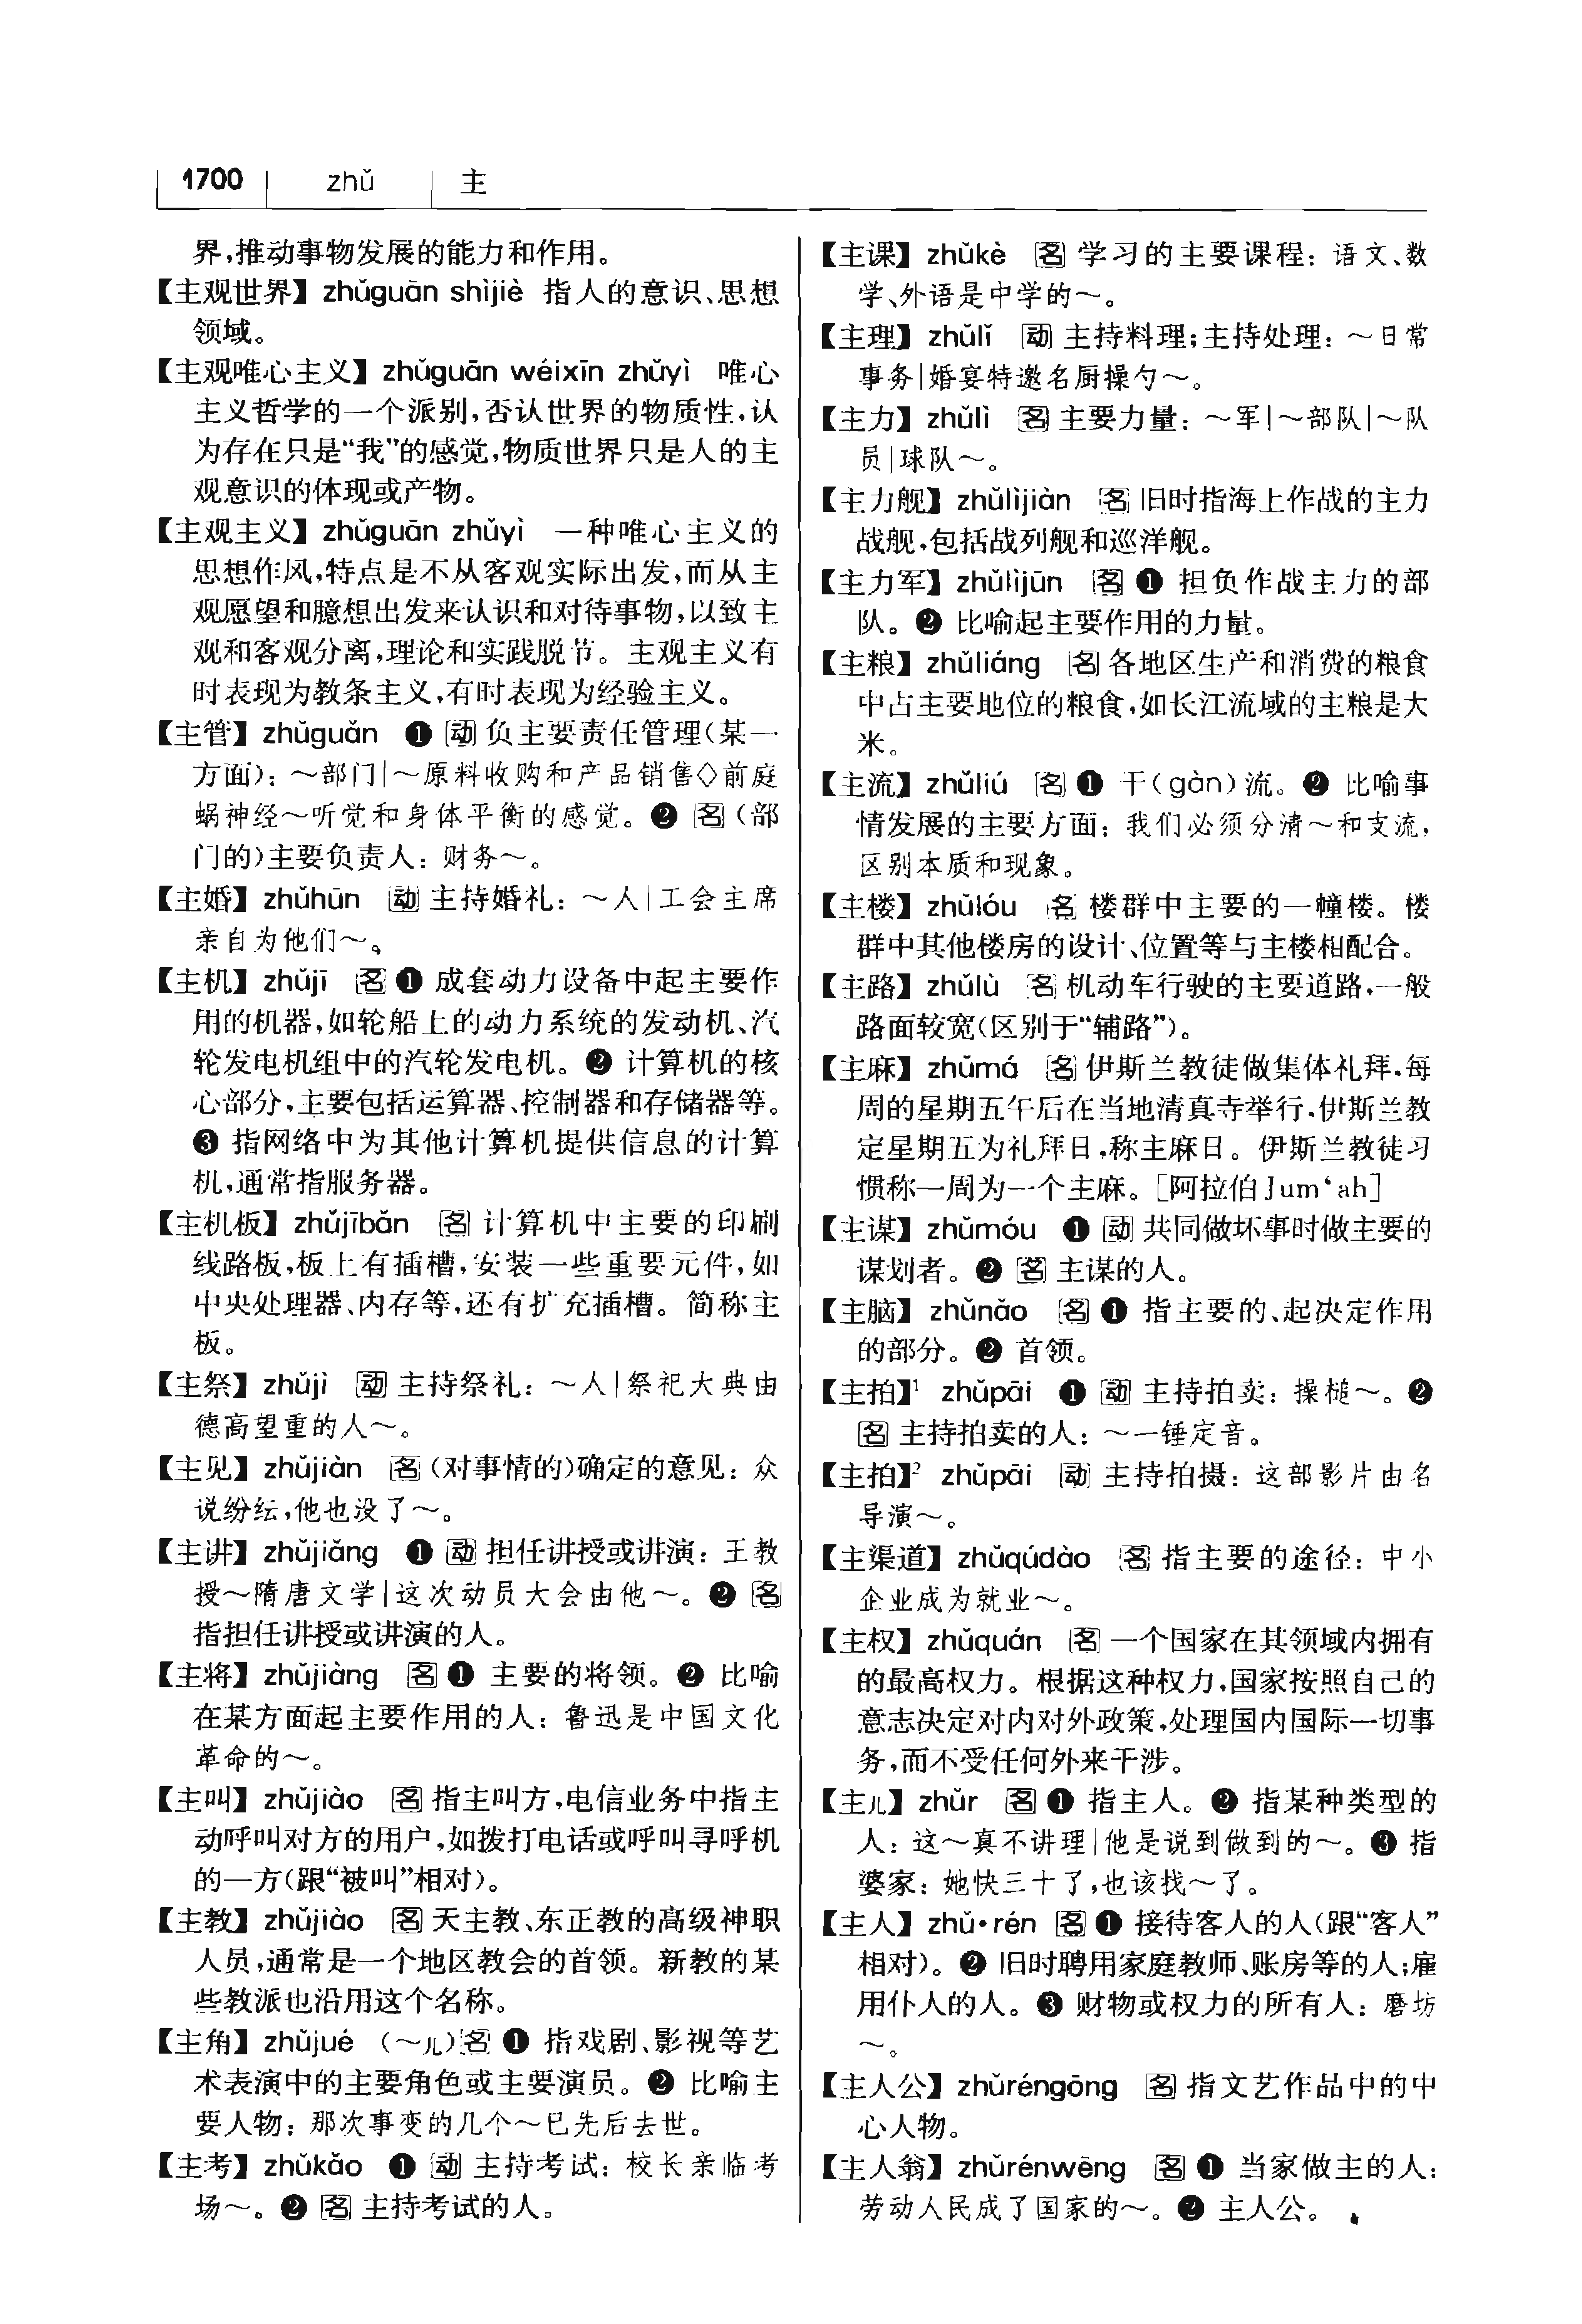 1700 zhǔ 主
界,推动事物发展的能力和作用。
【主观世界】zhǔguān shìjiè 指人的意识、思想
领域。
【主观唯心主义】zhǔguān wéixīn zhǔyì 唯心
主义哲学的一个派别,否认世界的物质性,认
为存在只是“我”的感觉,物质世界只是人的主
观意识的体现或产物。
【主观主义】zhǔguān zhǔyì 一种唯心主义的
思想作风,特点是不从客观实际出发,而从主
观愿望和臆想出发来认识和对待事物,以致主
观和客观分离,理论和实践脱节。主观主义有
时表现为教条主义,有时表现为经验主义。
【主管】zhǔguǎn ❶ 动 负主要责任管理(某一
方面):～部门|～原料收购和产品销售◇前庭
蜗神经～听觉和身体平衡的感觉。❷ 名 (部
门的)主要负责人:财务～。
【主婚】zhǔhūn 动 主持婚礼:～人|工会主席
亲自为他们～。
【主机】zhǔjī 名 ❶ 成套动力设备中起主要作
用的机器,如轮船上的动力系统的发动机、汽
轮发电机组中的汽轮发电机。❷ 计算机的核
心部分,主要包括运算器、控制器和存储器等。
❸ 指网络中为其他计算机提供信息的计算
机,通常指服务器。
【主机板】zhǔjībǎn 名 计算机中主要的印刷
线路板,板上有插槽,安装一些重要元件,如
中央处理器、内存等,还有扩充插槽。简称主
板。
【主祭】zhǔjì 动 主持祭礼:～人|祭祀大典由
德高望重的人～。
【主见】zhǔjiàn 名 (对事情的)确定的意见:众
说纷纭,他也没了～。
【主讲】zhǔjiǎng ❶ 动 担任讲授或讲演:王教
授～隋唐文学|这次动员大会由他～。❷ 名
指担任讲授或讲演的人。
【主将】zhǔjiàng 名 ❶ 主要的将领。❷ 比喻
在某方面起主要作用的人:鲁迅是中国文化
革命的～。
【主叫】zhǔjiào 名 指主叫方,电信业务中指主
动呼叫对方的用户,如拨打电话或呼叫寻呼机
的一方(跟“被叫”相对)。
【主教】zhǔjiào 名 天主教、东正教的高级神职
人员,通常是一个地区教会的首领。新教的某
些教派也沿用这个名称。
【主角】zhǔjué (～儿)名 ❶ 指戏剧、影视等艺
术表演中的主要角色或主要演员。❷ 比喻主
要人物:那次事变的几个～已先后去世。
【主考】zhǔkǎo ❶ 动 主持考试:校长亲临考
场～。❷ 名 主持考试的人。
【主课】zhǔkè 名 学习的主要课程:语文、数
学、外语是中学的～。
【主理】zhǔlǐ 动 主持料理;主持处理:～日常
事务|婚宴特邀名厨操勺～。
【主力】zhǔlì 名 主要力量:～军|～部队|～队
员|球队～。
【主力舰】zhǔlìjiàn 名 旧时指海上作战的主力
战舰,包括战列舰和巡洋舰。
【主力军】zhǔlìjūn 名 ❶ 担负作战主力的部
队。❷ 比喻起主要作用的力量。
【主粮】zhǔliáng 名 各地区生产和消费的粮食
中占主要地位的粮食,如长江流域的主粮是大
米。
【主流】zhǔliú 名 ❶ 干(gàn)流。❷ 比喻事
情发展的主要方面:我们必须分清～和支流,
区别本质和现象。
【主楼】zhǔlóu 名 楼群中主要的一幢楼。楼
群中其他楼房的设计、位置等与主楼相配合。
【主路】zhǔlù 名 机动车行驶的主要道路,一般
路面较宽(区别于“辅路”)。
【主麻】zhǔmá 名 伊斯兰教徒做集体礼拜,每
周的星期五午后在当地清真寺举行,伊斯兰教
定星期五为礼拜日,称主麻日。伊斯兰教徒习
惯称一周为一个主麻。[阿拉伯Jum‘ah]
【主谋】zhǔmóu ❶ 动 共同做坏事时做主要的
谋划者。❷ 名 主谋的人。
【主脑】zhǔnǎo 名 ❶ 指主要的、起决定作用
的部分。❷ 首领。
【主拍】¹ zhǔpāi ❶ 动 主持拍卖:操槌～。❷
名 主持拍卖的人:～一锤定音。
【主拍】² zhǔpāi 动 主持拍摄:这部影片由名
导演～。
【主渠道】zhǔqúdào 名 指主要的途径:中小
企业成为就业～。
【主权】zhǔquán 名 一个国家在其领域内拥有
的最高权力。根据这种权力,国家按照自己的
意志决定对内对外政策,处理国内国际一切事
务,而不受任何外来干涉。
【主儿】zhǔr 名 ❶ 指主人。❷ 指某种类型的
人:这～真不讲理|他是说到做到的～。❸ 指
婆家:她快三十了,也该找～了。
【主人】zhǔ·rén 名 ❶ 接待客人的人(跟“客人”
相对)。❷ 旧时聘用家庭教师、账房等的人;雇
用仆人的人。❸ 财物或权力的所有人:磨坊
～。
【主人公】zhǔréngōng 名 指文艺作品中的中
心人物。
【主人翁】zhǔrénwēng 名 ❶ 当家做主的人:
劳动人民成了国家的～。❷ 主人公。